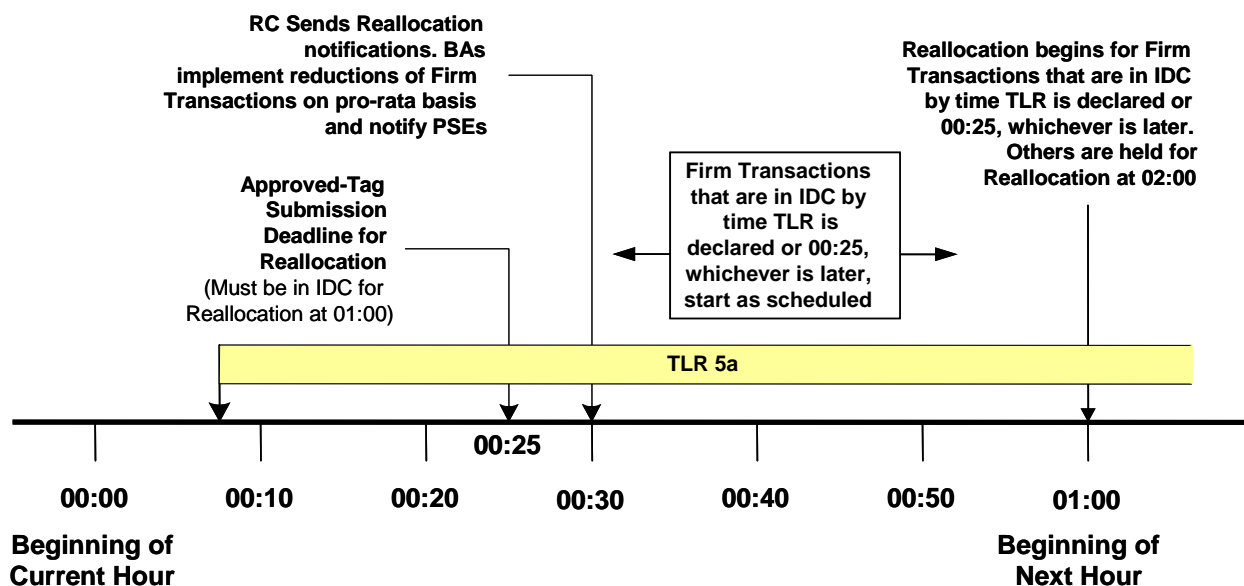 RC Sends Reallocation
notifications. BAs
implement reductions of Firm
Transactions on pro-rata basis
and notify PSEs
Reallocation begins for Firm
Transactions that are in IDC
by time TLR is declared or
00:25, whichever is later.
Others are held for
Reallocation at 02:00
Approved-Tag
Submission
Deadline for
Reallocation
(Must be in IDC for
Reallocation at 01:00)
Firm Transactions
that are in IDC by
time TLR is
declared or 00:25,
whichever is later,
start as scheduled
TLR 5a
00:25
00:00
00:10
00:20
00:30
00:40
00:50
01:00
Beginning of
Current Hour
Beginning of
Next Hour